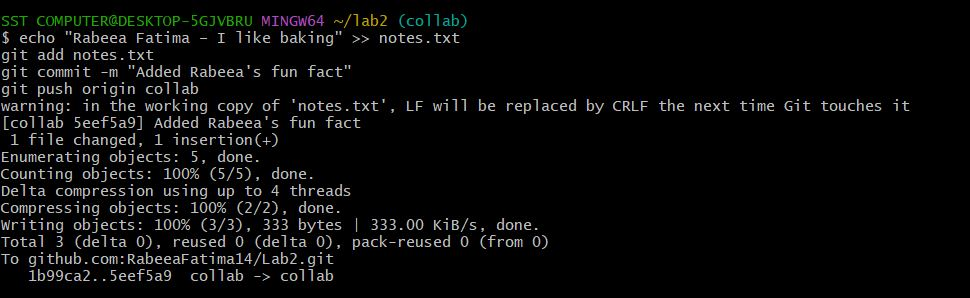 SST COMPUTER@DESKTOP-5GJVBRU MINGW64 ~/lab2 (collab)
$ echo "Rabeea Fatima - I like baking" >> notes.txt
git add notes.txt
git commit -m "Added Rabeea's fun fact"
git push origin collab
warning: in the working copy of 'notes.txt', LF will be replaced by CRLF the next time Git touches it
[collab 5eef5a9] Added Rabeea's fun fact
 1 file changed, 1 insertion(+)
Enumerating objects: 5, done.
Counting objects: 100% (5/5), done.
Delta compression using up to 4 threads
Compressing objects: 100% (2/2), done.
Writing objects: 100% (3/3), 333 bytes | 333.00 KiB/s, done.
Total 3 (delta 0), reused 0 (delta 0), pack-reused 0 (from 0)
To github.com:RabeeaFatima14/Lab2.git
   1b99ca2..5eef5a9  collab -> collab